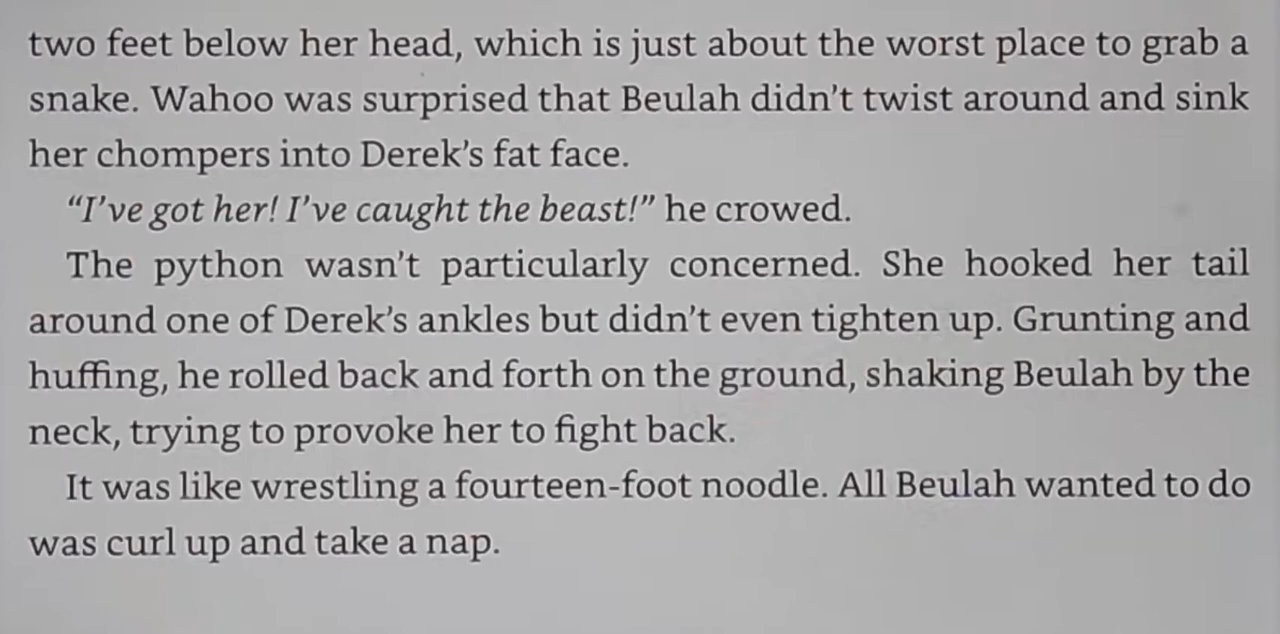 two feet below her head, which is just about the worst place to grab a
snake. Wahoo was surprised that Beulah didn’t twist around and sink
her chompers into Derek’s fat face.
“I’ve got her! I’ve caught the beast!” he crowed.
The python wasn’t particularly concerned. She hooked her tail
around one of Derek’s ankles but didn’t even tighten up. Grunting and
huffing, he rolled back and forth on the ground, shaking Beulah by the
neck, trying to provoke her to fight back.
It was like wrestling a fourteen-foot noodle. All Beulah wanted to do
was curl up and take a nap.